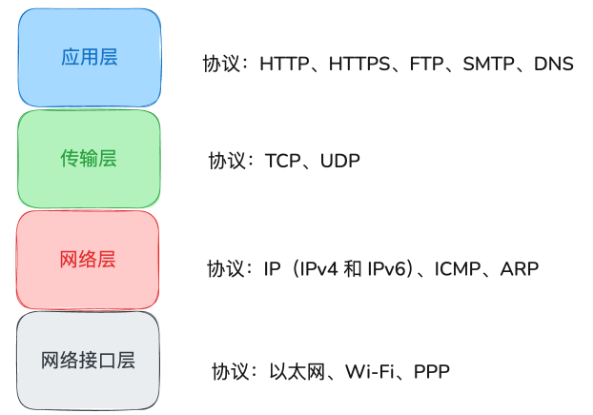 应用层
协议：HTTP、HTTPS、FTP、SMTP、DNS
传输层
协议：TCP、UDP
网络层
协议：IP（IPv4 和 IPv6）、ICMP、ARP
网络接口层
协议：以太网、Wi-Fi、PPP